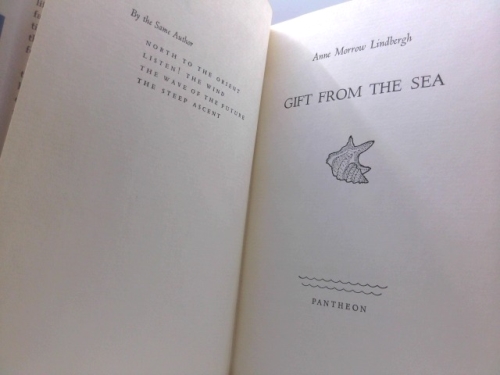 By the Same Author
NORTH TO THE ORIENT
LISTEN! THE WIND
THE WAVE OF THE FUTURE
THE STEEP ASCENT
Anne Morrow Lindbergh
GIFT FROM THE SEA
PANTHEON